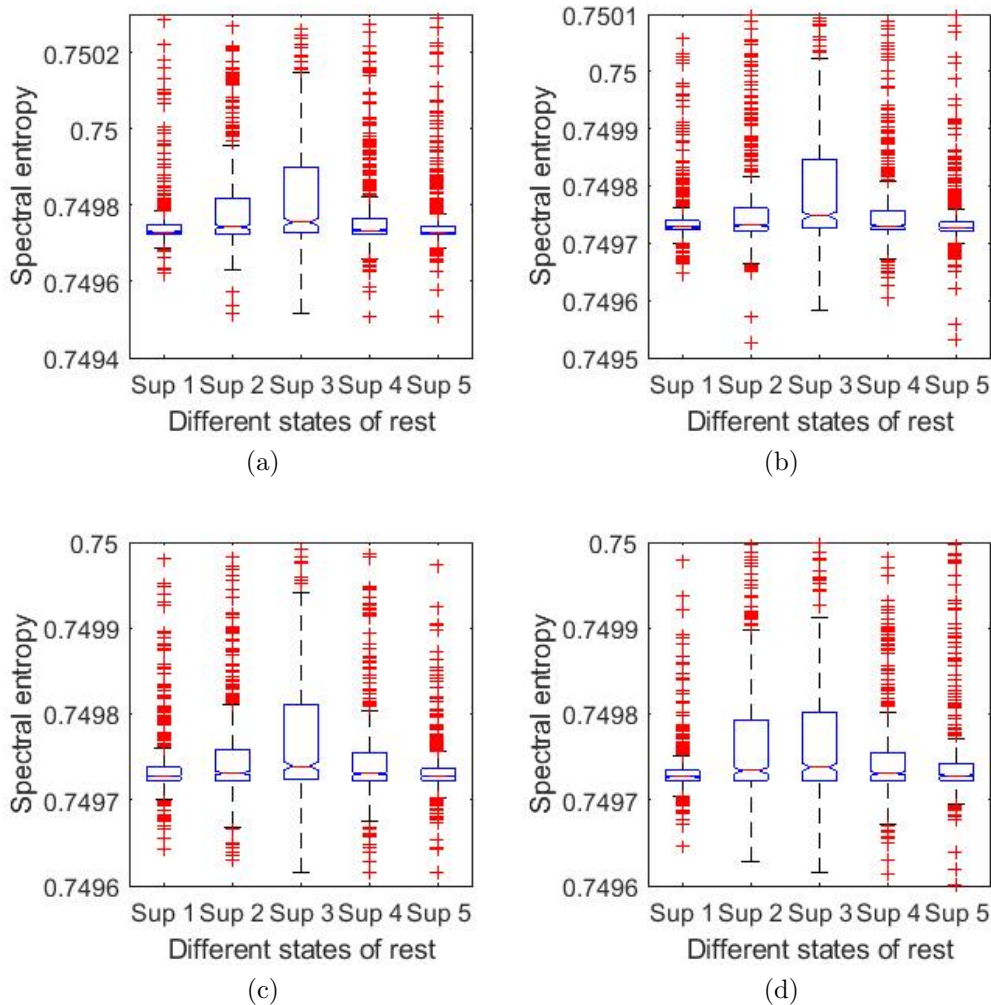 Spectral entropy
0.7502
0.75
0.7498
0.7496
0.7494
Sup 1 Sup 2 Sup 3 Sup 4 Sup 5
Different states of rest
(a)
Spectral entropy
0.7501
0.75
0.7499
0.7498
0.7497
0.7496
0.7495
Sup 1 Sup 2 Sup 3 Sup 4 Sup 5
Different states of rest
(b)
Spectral entropy
0.75
0.7499
0.7498
0.7497
0.7496
Sup 1 Sup 2 Sup 3 Sup 4 Sup 5
Different states of rest
(c)
Spectral entropy
0.75
0.7499
0.7498
0.7497
0.7496
Sup 1 Sup 2 Sup 3 Sup 4 Sup 5
Different states of rest
(d)